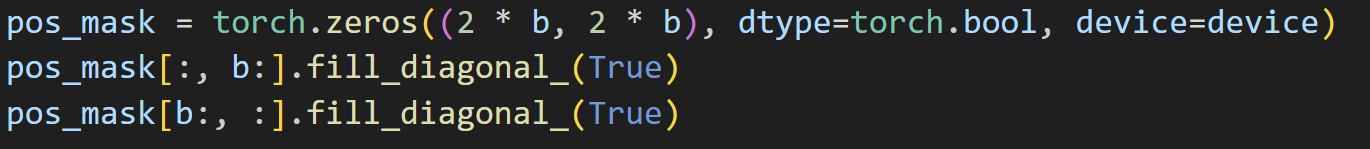 pos_mask = torch.zeros((2 * b, 2 * b), dtype=torch.bool, device=device)
pos_mask[:, b:].fill_diagonal_(True)
pos_mask[b:, :].fill_diagonal_(True)